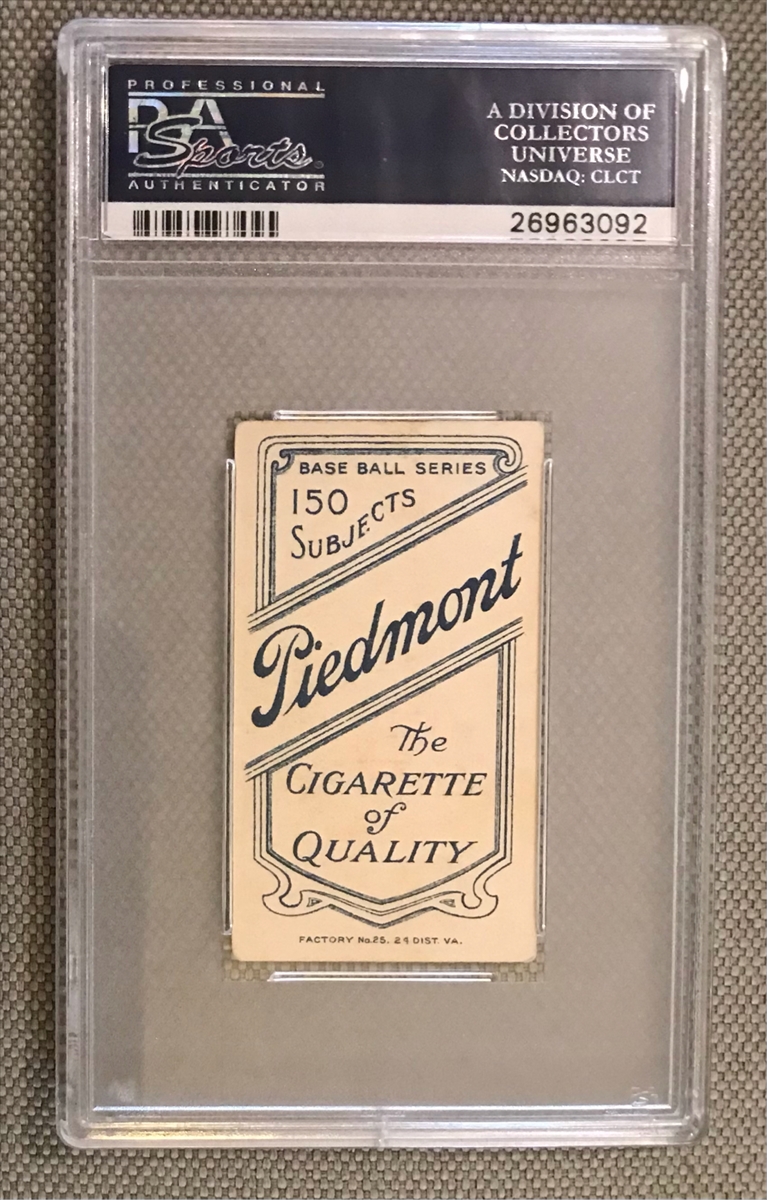 PROFESSIONAL
PSA
Sports
AUTHENTICATOR
A DIVISION OF
COLLECTORS
UNIVERSE
NASDAQ: CLCT
26963092
BASE BALL SERIES
150
SUBJECTS
Piedmont
The
CIGARETTE
of
QUALITY
FACTORY No.25. 24 DIST. VA.